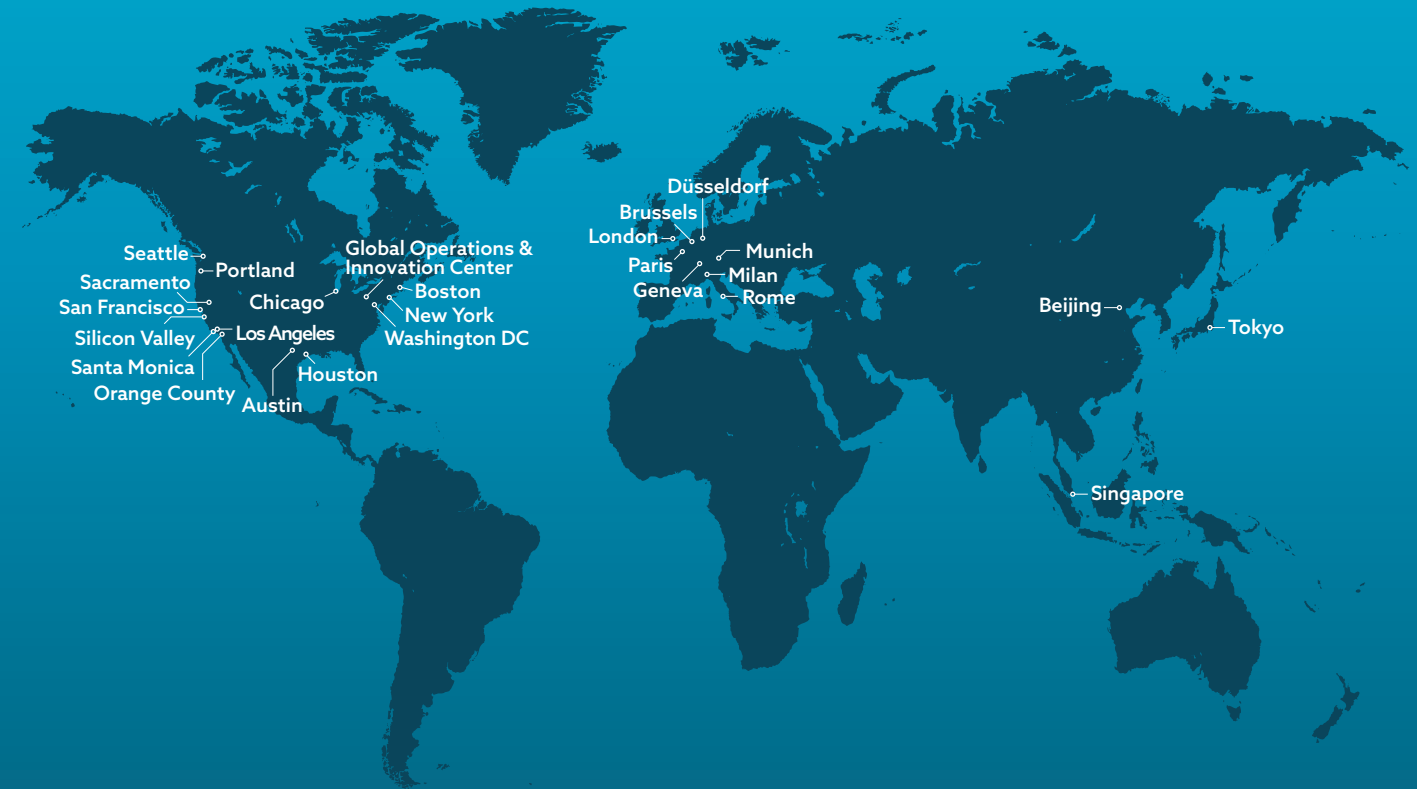 Seattle
Portland
Sacramento
San Francisco
Silicon Valley
Los Angeles
Santa Monica
Orange County
Austin
Houston
Chicago
Global Operations &
Innovation Center
Boston
New York
Washington DC
Düsseldorf
Brussels
London
Paris
Geneva
Munich
Milan
Rome
Beijing
Tokyo
Singapore